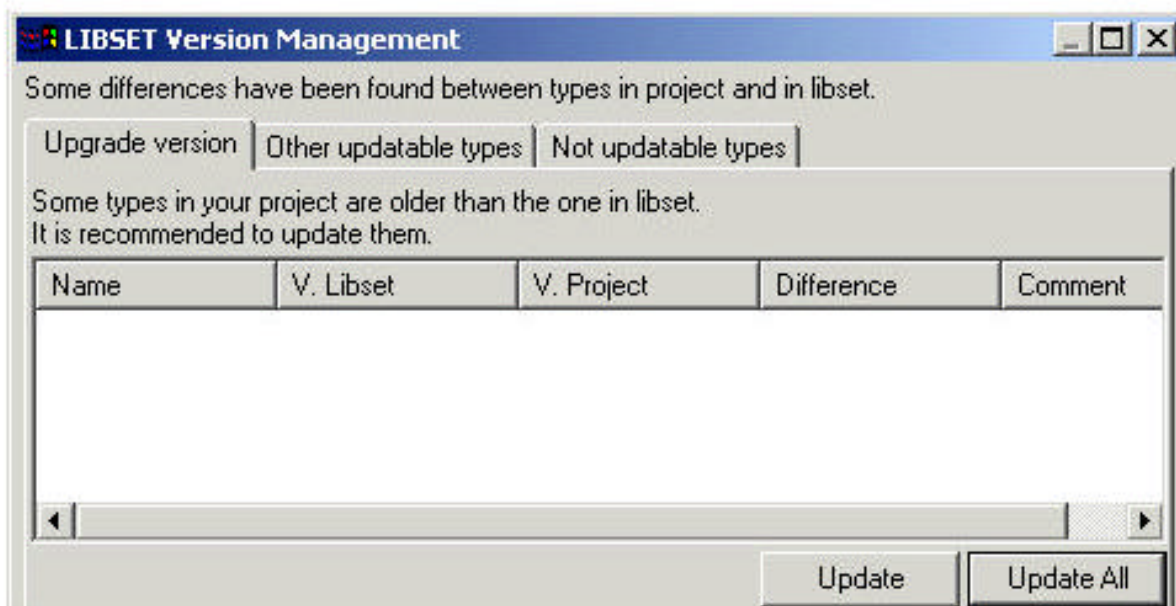 LIBSET Version Management
Some differences have been found between types in project and in libset.
Upgrade version Other updatable types Not updatable types
Some types in your project are older than the one in libset.
It is recommended to update them.
Name V. Libset V. Project Difference Comment
Update Update All